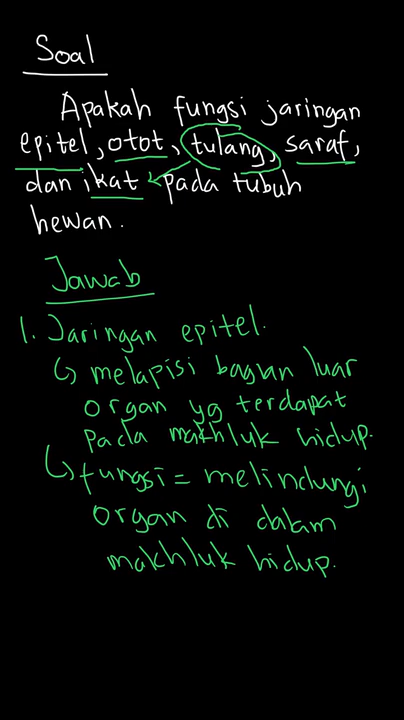 Soal
Apakah fungsi jaringan
epitel, otot, tulang, saraf,
dan ikat pada tubuh
hewan.
Jawab
1. Jaringan epitel.
melapisi bagian luar
organ yg terdapat
pada makhluk hidup.
fungsi = melindungi
organ di dalam
makhluk hidup.